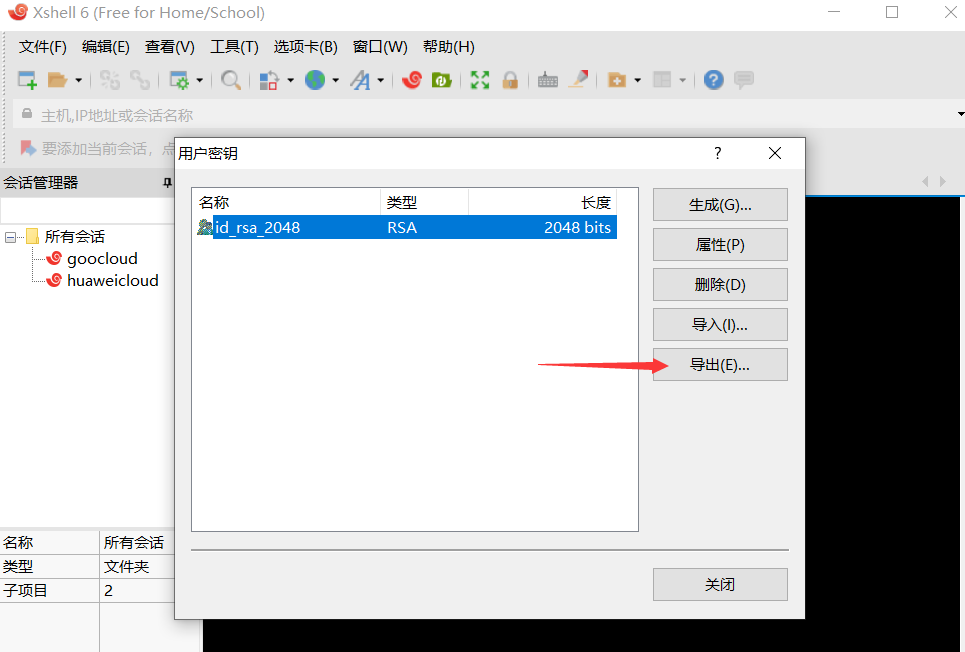 Xshell 6 (Free for Home/School)
文件(F) 编辑(E) 查看(V) 工具(T) 选项卡(B) 窗口(W) 帮助(H)
主机,IP地址或会话名称
要添加当前会话，点
会话管理器
所有会话
goocloud
huaweicloud
名称 所有会话
类型 文件夹
子项目 2
用户密钥
名称 类型 长度
id_rsa_2048 RSA 2048 bits
生成(G)...
属性(P)
删除(D)
导入(I)...
导出(E)...
关闭